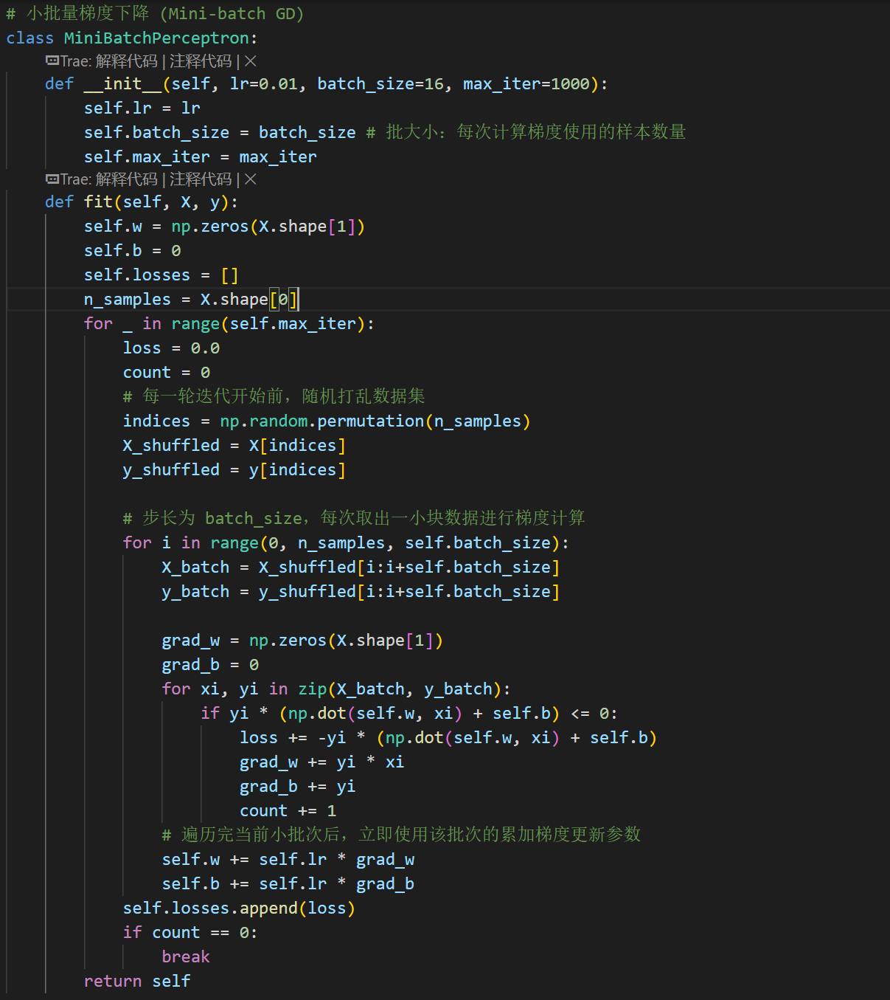 # 小批量梯度下降 (Mini-batch GD)
class MiniBatchPerceptron:
Trae: 解释代码 | 注释代码 | ×
    def __init__(self, lr=0.01, batch_size=16, max_iter=1000):
        self.lr = lr
        self.batch_size = batch_size # 批大小：每次计算梯度使用的样本数量
        self.max_iter = max_iter
Trae: 解释代码 | 注释代码 | ×
    def fit(self, X, y):
        self.w = np.zeros(X.shape[1])
        self.b = 0
        self.losses = []
        n_samples = X.shape[0]
        for _ in range(self.max_iter):
            loss = 0.0
            count = 0
            # 每一轮迭代开始前，随机打乱数据集
            indices = np.random.permutation(n_samples)
            X_shuffled = X[indices]
            y_shuffled = y[indices]

            # 步长为 batch_size，每次取出一小块数据进行梯度计算
            for i in range(0, n_samples, self.batch_size):
                X_batch = X_shuffled[i:i+self.batch_size]
                y_batch = y_shuffled[i:i+self.batch_size]

                grad_w = np.zeros(X.shape[1])
                grad_b = 0
                for xi, yi in zip(X_batch, y_batch):
                    if yi * (np.dot(self.w, xi) + self.b) <= 0:
                        loss += -yi * (np.dot(self.w, xi) + self.b)
                        grad_w += yi * xi
                        grad_b += yi
                        count += 1
                # 遍历完当前小批次后，立即使用该批次的累加梯度更新参数
                self.w += self.lr * grad_w
                self.b += self.lr * grad_b
            self.losses.append(loss)
            if count == 0:
                break
        return self